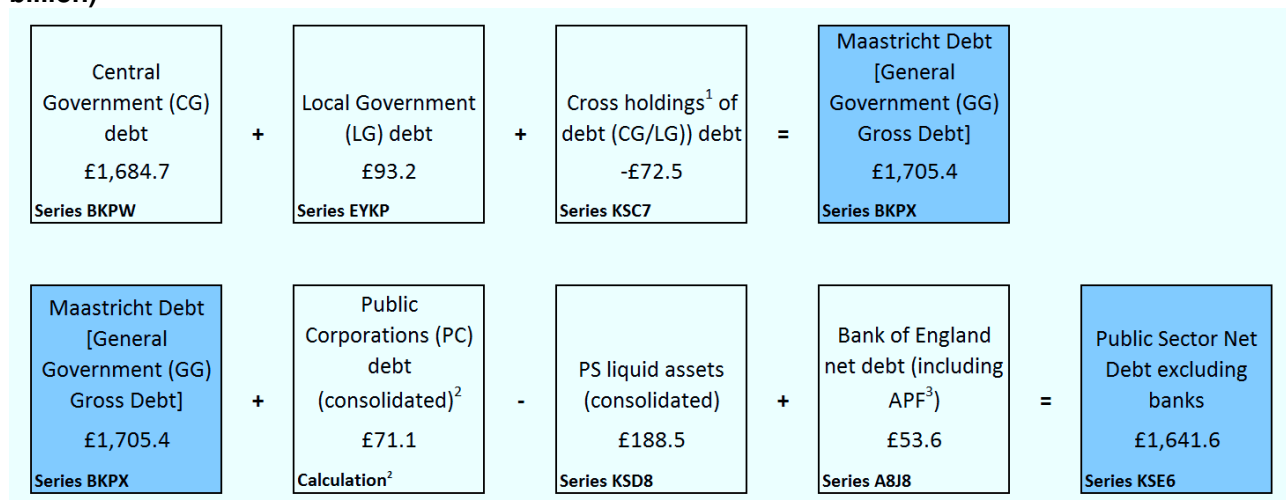 billion)
Central
Government (CG)
debt
£1,684.7
Series BKPW
+
Local Government
(LG) debt
£93.2
Series EYKP
+
Cross holdings¹ of
debt (CG/LG)) debt
-£72.5
Series KSC7
=
Maastricht Debt
[General
Government (GG)
Gross Debt]
£1,705.4
Series BKPX
Maastricht Debt
[General
Government (GG)
Gross Debt]
£1,705.4
Series BKPX
+
Public
Corporations (PC)
debt
(consolidated)²
£71.1
Calculation²
-
PS liquid assets
(consolidated)
£188.5
Series KSD8
+
Bank of England
net debt (including
APF³)
£53.6
Series A8J8
=
Public Sector Net
Debt excluding
banks
£1,641.6
Series KSE6